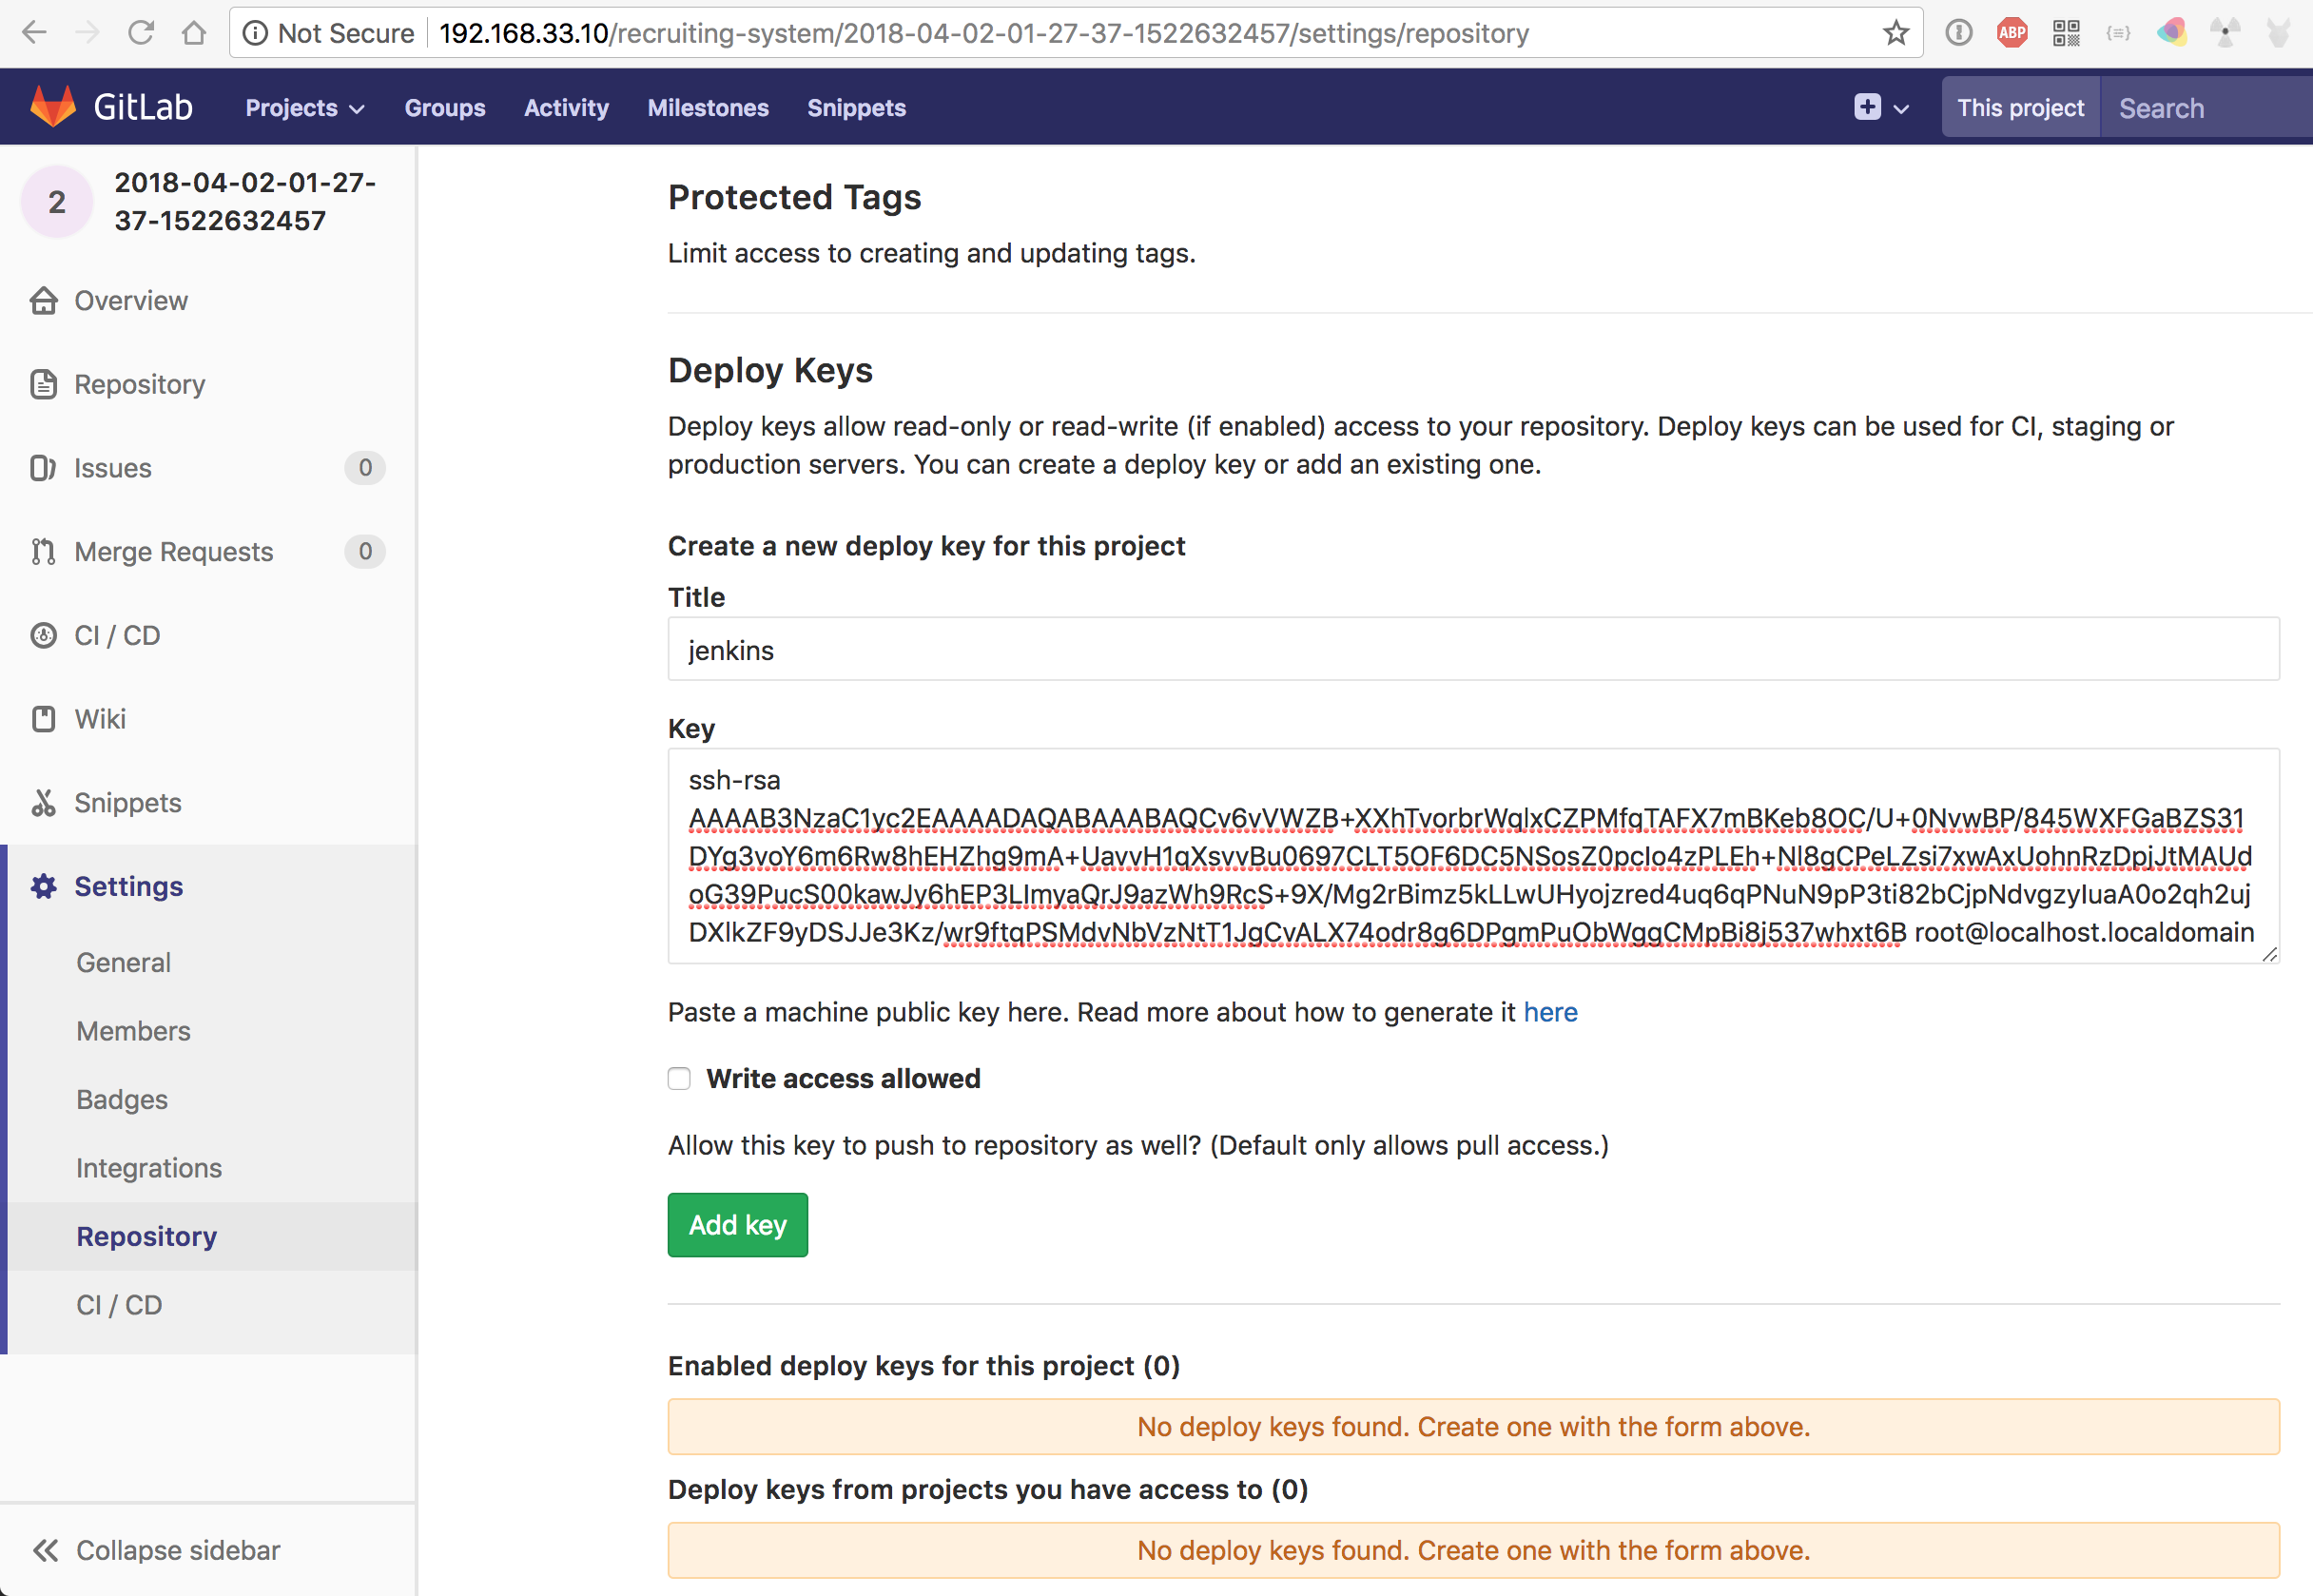 Not Secure 192.168.33.10/recruiting-system/2018-04-02-01-27-37-1522632457/settings/repository
ABP
GitLab Projects Groups Activity Milestones Snippets This project Search
2
2018-04-02-01-27-
37-1522632457
Overview
Repository
Issues 0
Merge Requests 0
CI / CD
Wiki
Snippets
Settings
General
Members
Badges
Integrations
Repository
CI / CD
Collapse sidebar
Protected Tags
Limit access to creating and updating tags.
Deploy Keys
Deploy keys allow read-only or read-write (if enabled) access to your repository. Deploy keys can be used for CI, staging or
production servers. You can create a deploy key or add an existing one.
Create a new deploy key for this project
Title
jenkins
Key
ssh-rsa
AAAAB3NzaC1yc2EAAAADAQABAAABAQCv6vVWZB+XXhTvorbrWqlxCZPMfqTAFX7mBKeb8OC/U+0NvwBP/845WXFGaBZS31
DYg3voY6m6Rw8hEHZhg9mA+UavvH1qXsvvBu0697CLT5OF6DC5NSosZ0pcIo4zPLEh+Nl8gCPeLZsi7xwAxUohnRzDpjJtMAUd
oG39PucS00kawJy6hEP3LImyaQrJ9azWh9RcS+9X/Mg2rBimz5kLLwUHyojzred4uq6qPNuN9pP3ti82bCjpNdvgzyIuaA0o2qh2uj
DXlkZF9yDSJJe3Kz/wr9ftqPSMdvNbVzNtT1JgCvALX74odr8g6DPgmPuObWggCMpBi8j537whxt6B root@localhost.localdomain
Paste a machine public key here. Read more about how to generate it here
Write access allowed
Allow this key to push to repository as well? (Default only allows pull access.)
Add key
Enabled deploy keys for this project (0)
No deploy keys found. Create one with the form above.
Deploy keys from projects you have access to (0)
No deploy keys found. Create one with the form above.